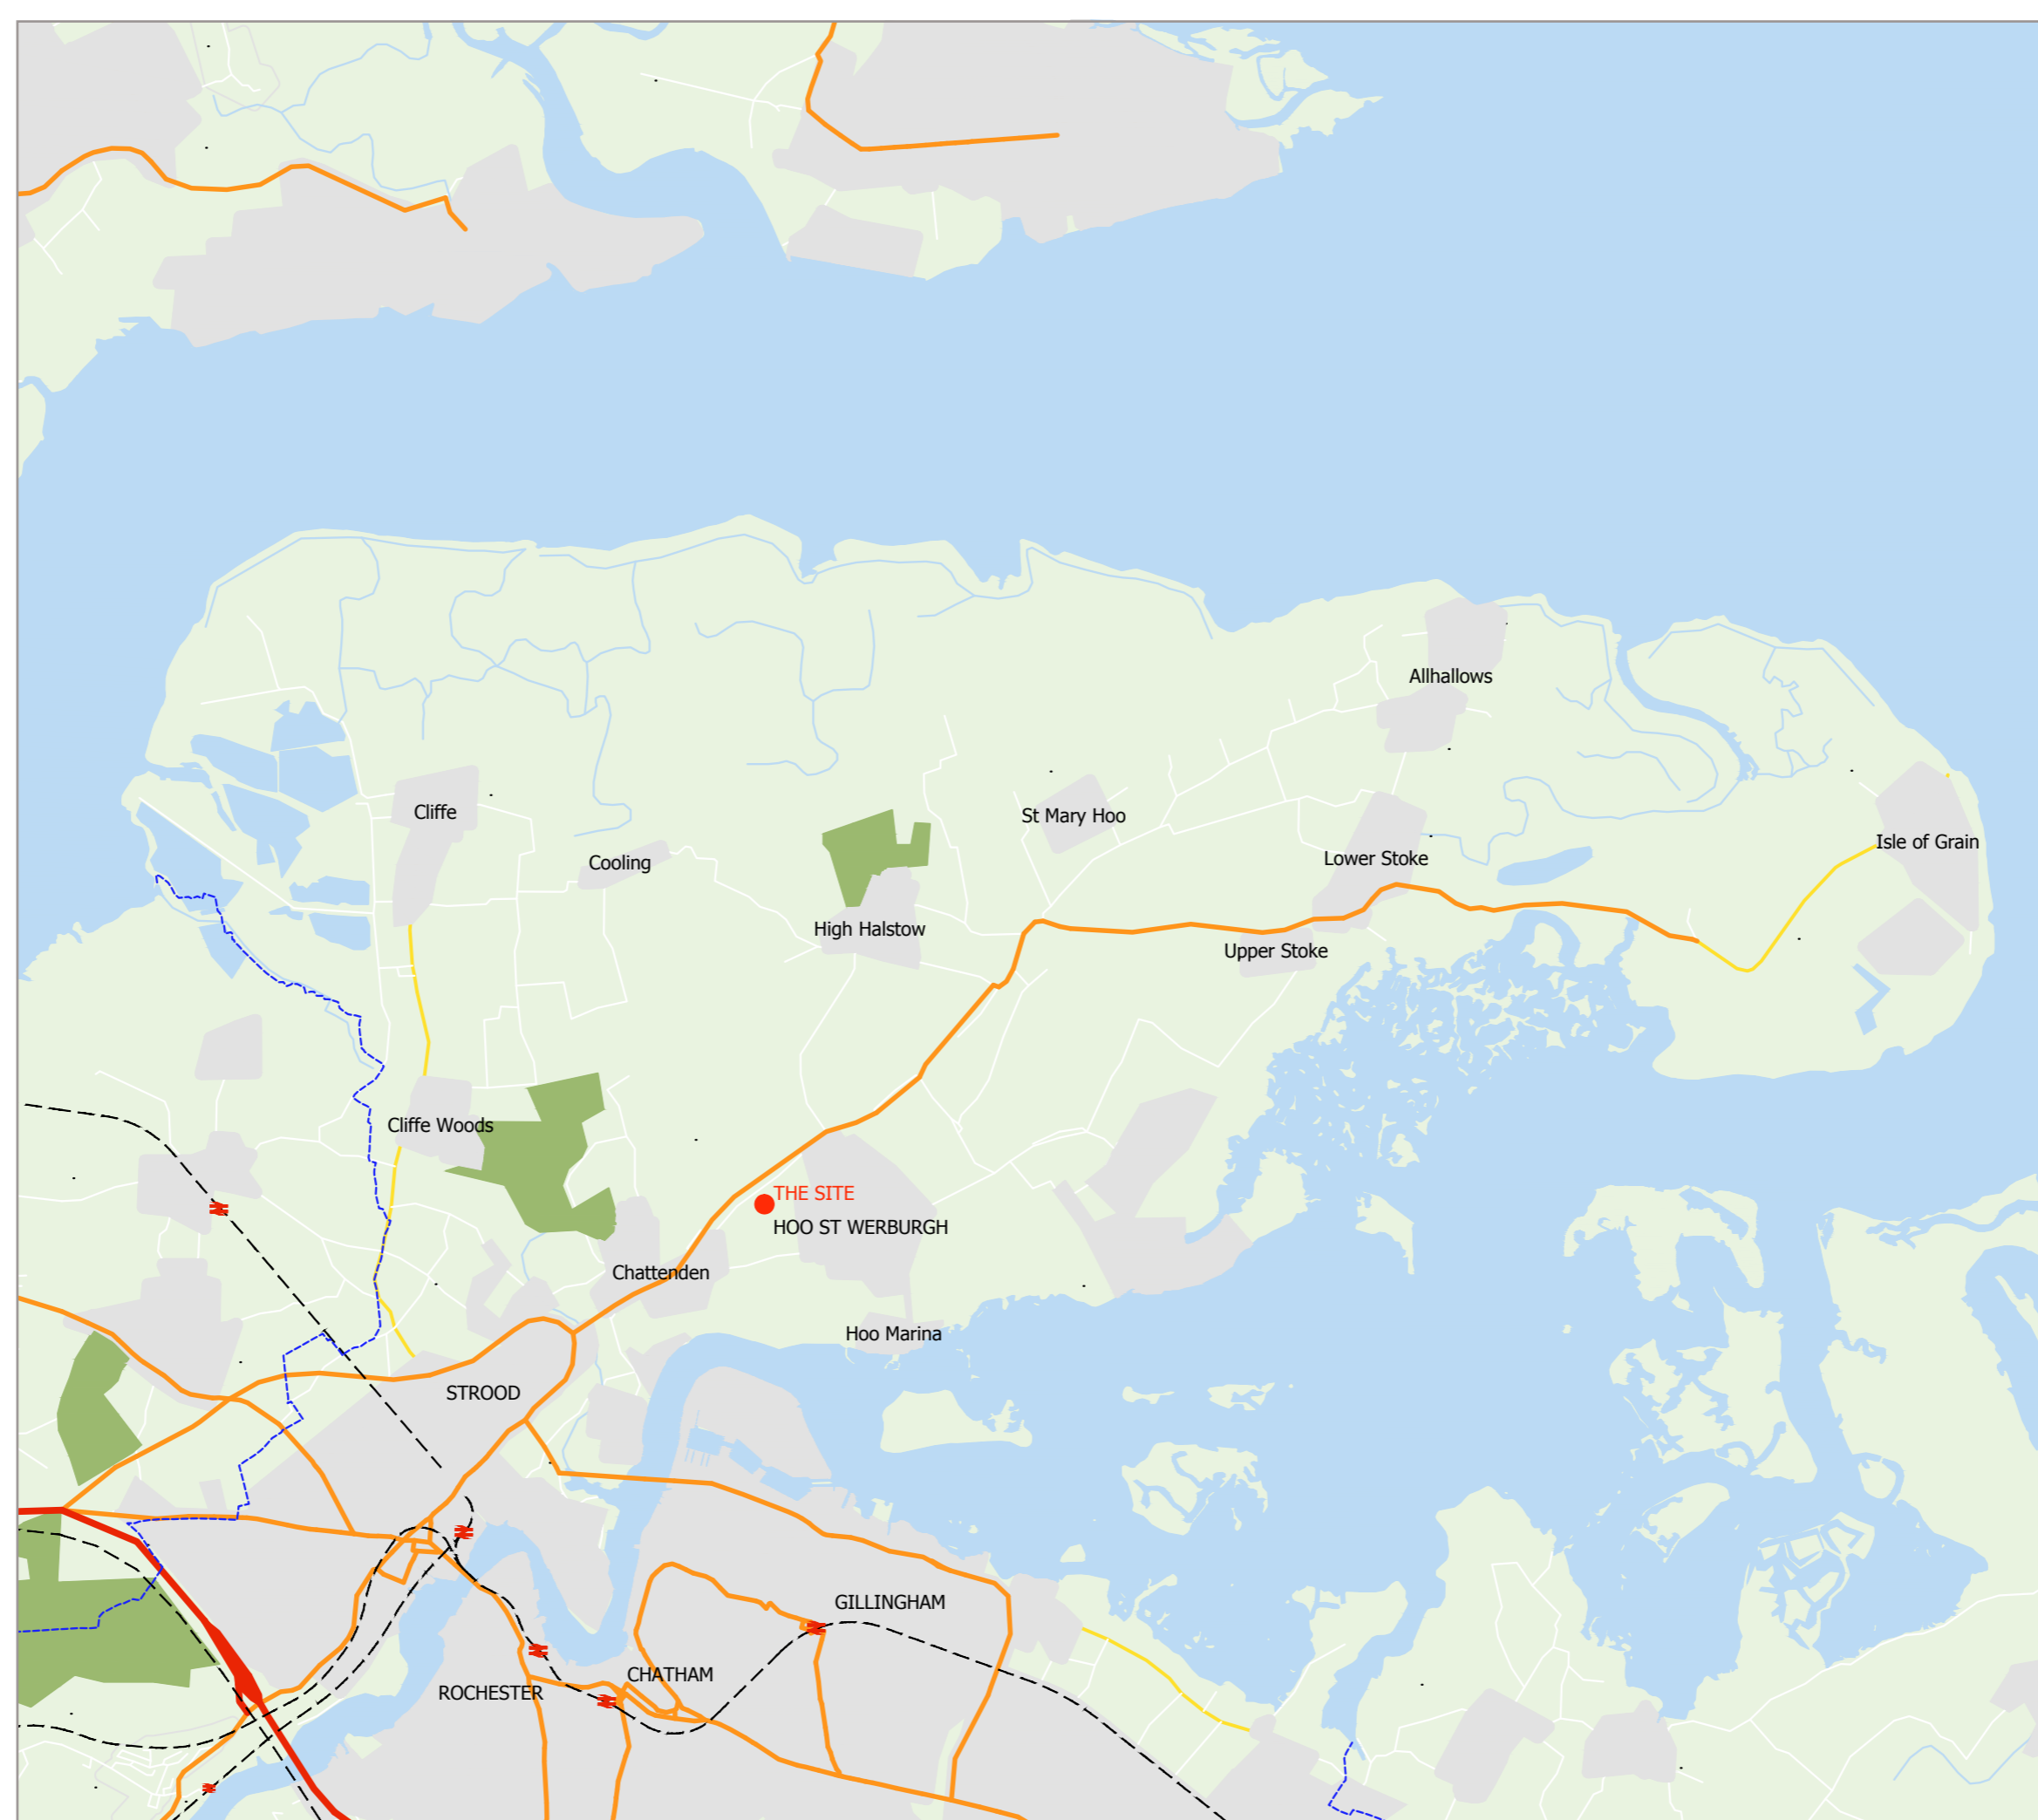 Allhallows
Cliffe
St Mary Hoo
Isle of Grain
Cooling
Lower Stoke
High Halstow
Upper Stoke
Cliffe Woods
THE SITE
HOO ST WERBURGH
Chattenden
Hoo Marina
STROOD
GILLINGHAM
CHATHAM
ROCHESTER